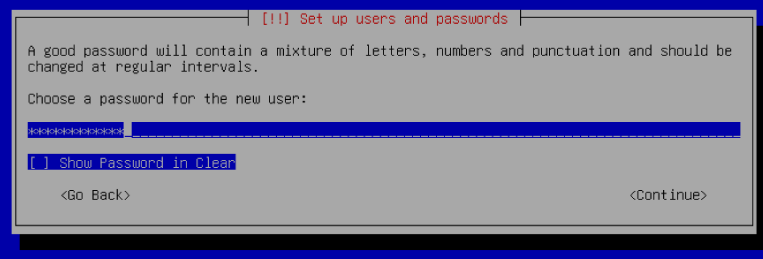 [!!] Set up users and passwords
A good password will contain a mixture of letters, numbers and punctuation and should be
changed at regular intervals.
Choose a password for the new user:
************
[ ] Show Password in Clear
<Go Back> <Continue>